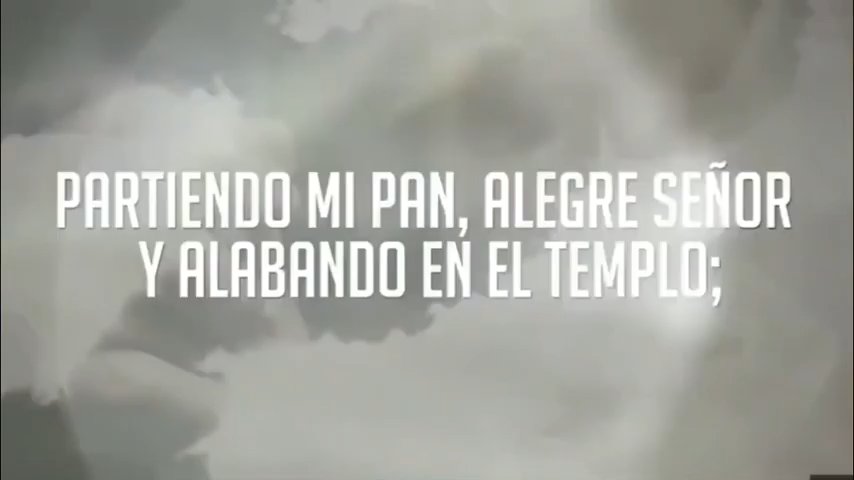 PARTIENDO MI PAN, ALEGRE SEÑOR
Y ALABANDO EN EL TEMPLO;